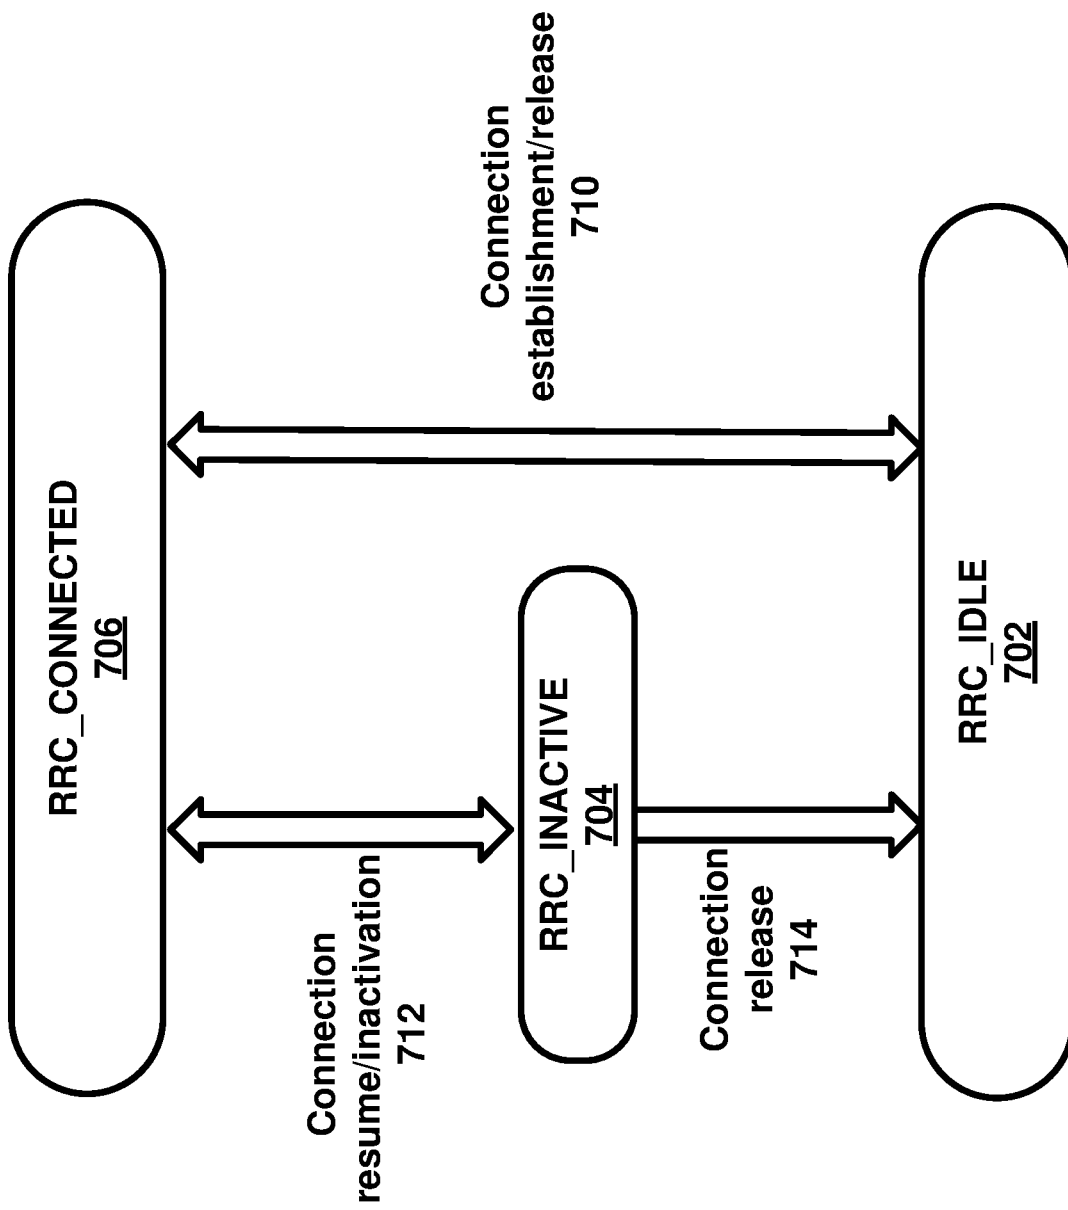 RRC_CONNECTED
706
Connection
resume/inactivation
712
Connection
establishment/release
710
RRC_INACTIVE
704
Connection
release
714
RRC_IDLE
702